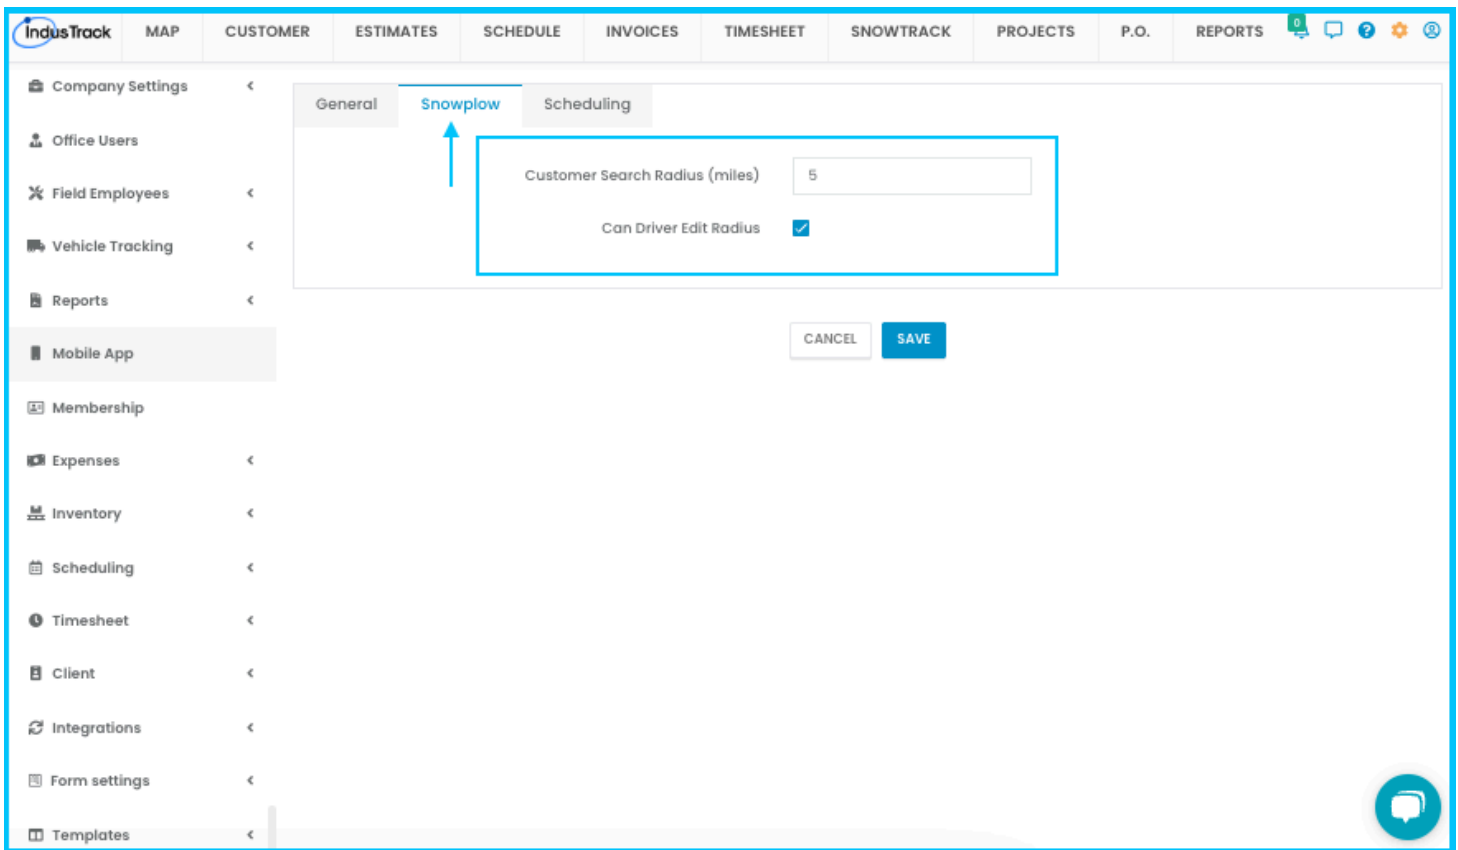 IndusTrack MAP CUSTOMER ESTIMATES SCHEDULE INVOICES TIMESHEET SNOWTRACK PROJECTS P.O. REPORTS 0
Company Settings
Office Users
Field Employees
Vehicle Tracking
Reports
Mobile App
Membership
Expenses
Inventory
Scheduling
Timesheet
Client
Integrations
Form settings
Templates
General Snowplow Scheduling
Customer Search Radius (miles) 5
Can Driver Edit Radius
CANCEL SAVE